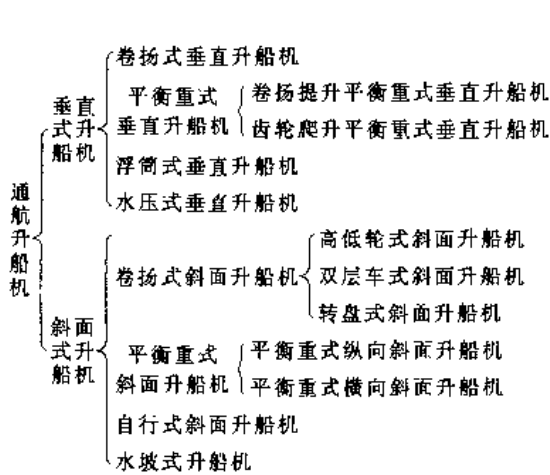 通航升船机
垂直式升船机
卷扬式垂直升船机
平衡重式
垂直升船机
卷扬提升平衡重式垂直升船机
齿轮爬升平衡重式垂直升船机
浮筒式垂直升船机
水压式垂直升船机
斜面式升船机
卷扬式斜面升船机
高低轮式斜面升船机
双层车式斜面升船机
转盘式斜面升船机
平衡重式
斜面升船机
平衡重式纵向斜面升船机
平衡重式横向斜面升船机
自行式斜面升船机
水坡式升船机